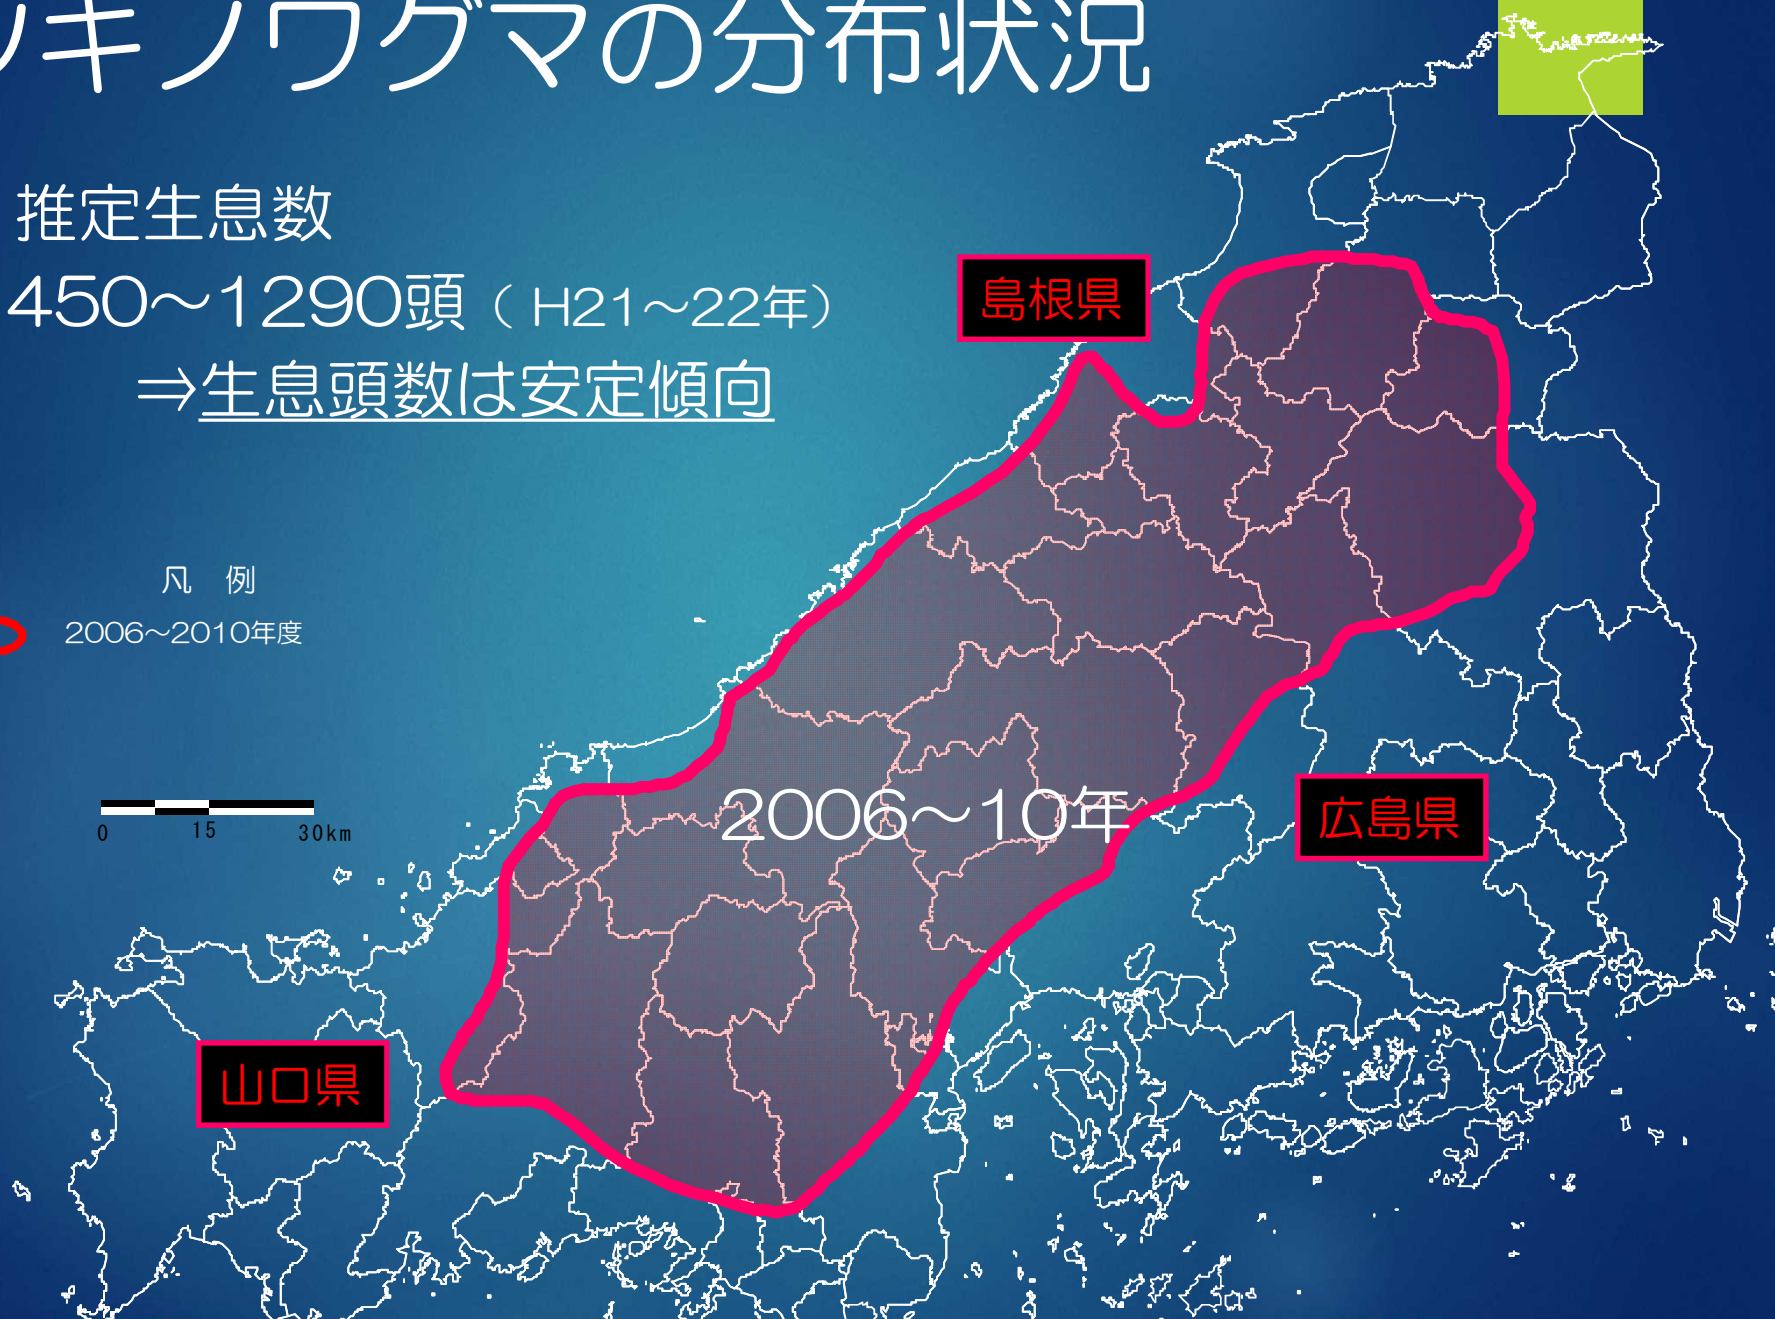 ツキノワグマの分布状況
推定生息数
450～1290頭（H21～22年）
⇒生息頭数は安定傾向
島根県
凡 例
2006～2010年度
2006～10年
広島県
0 15 30km
山口県